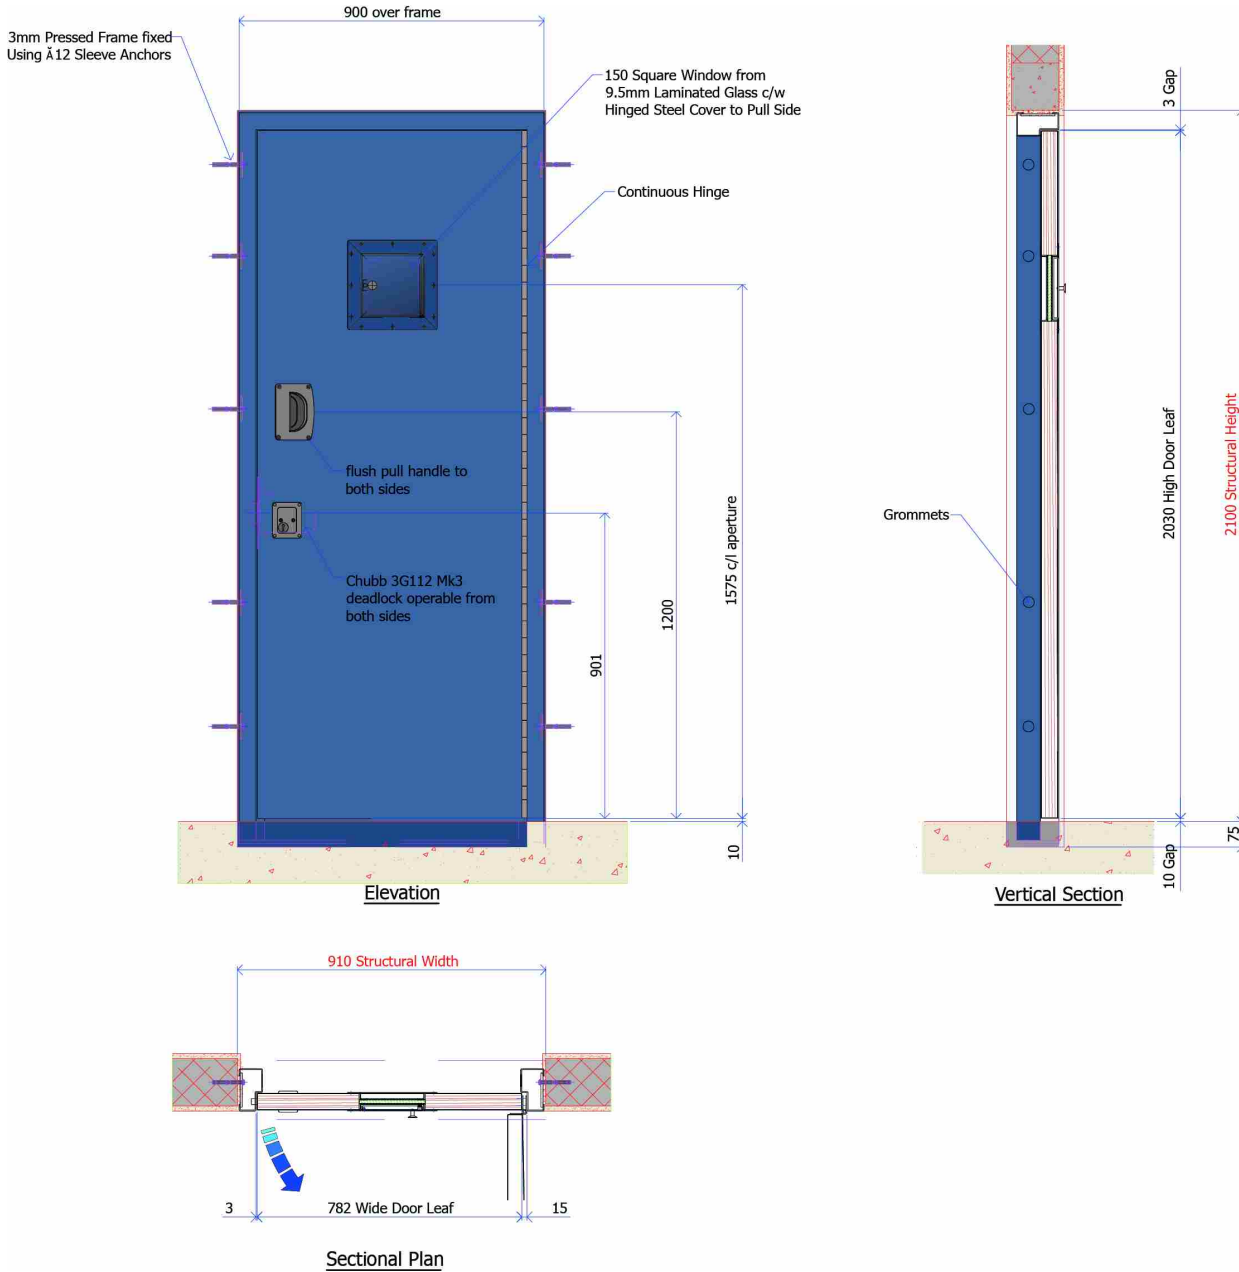 900 over frame
3mm Pressed Frame fixed
Using Ă12 Sleeve Anchors
150 Square Window from
9.5mm Laminated Glass c/w
Hinged Steel Cover to Pull Side
Continuous Hinge
flush pull handle to
both sides
Chubb 3G112 Mk3
deadlock operable from
both sides
901
1200
1575 c/l aperture
10
Elevation
3 Gap
2030 High Door Leaf
2100 Structural Height
Grommets
75
10 Gap
Vertical Section
910 Structural Width
3
782 Wide Door Leaf
15
Sectional Plan